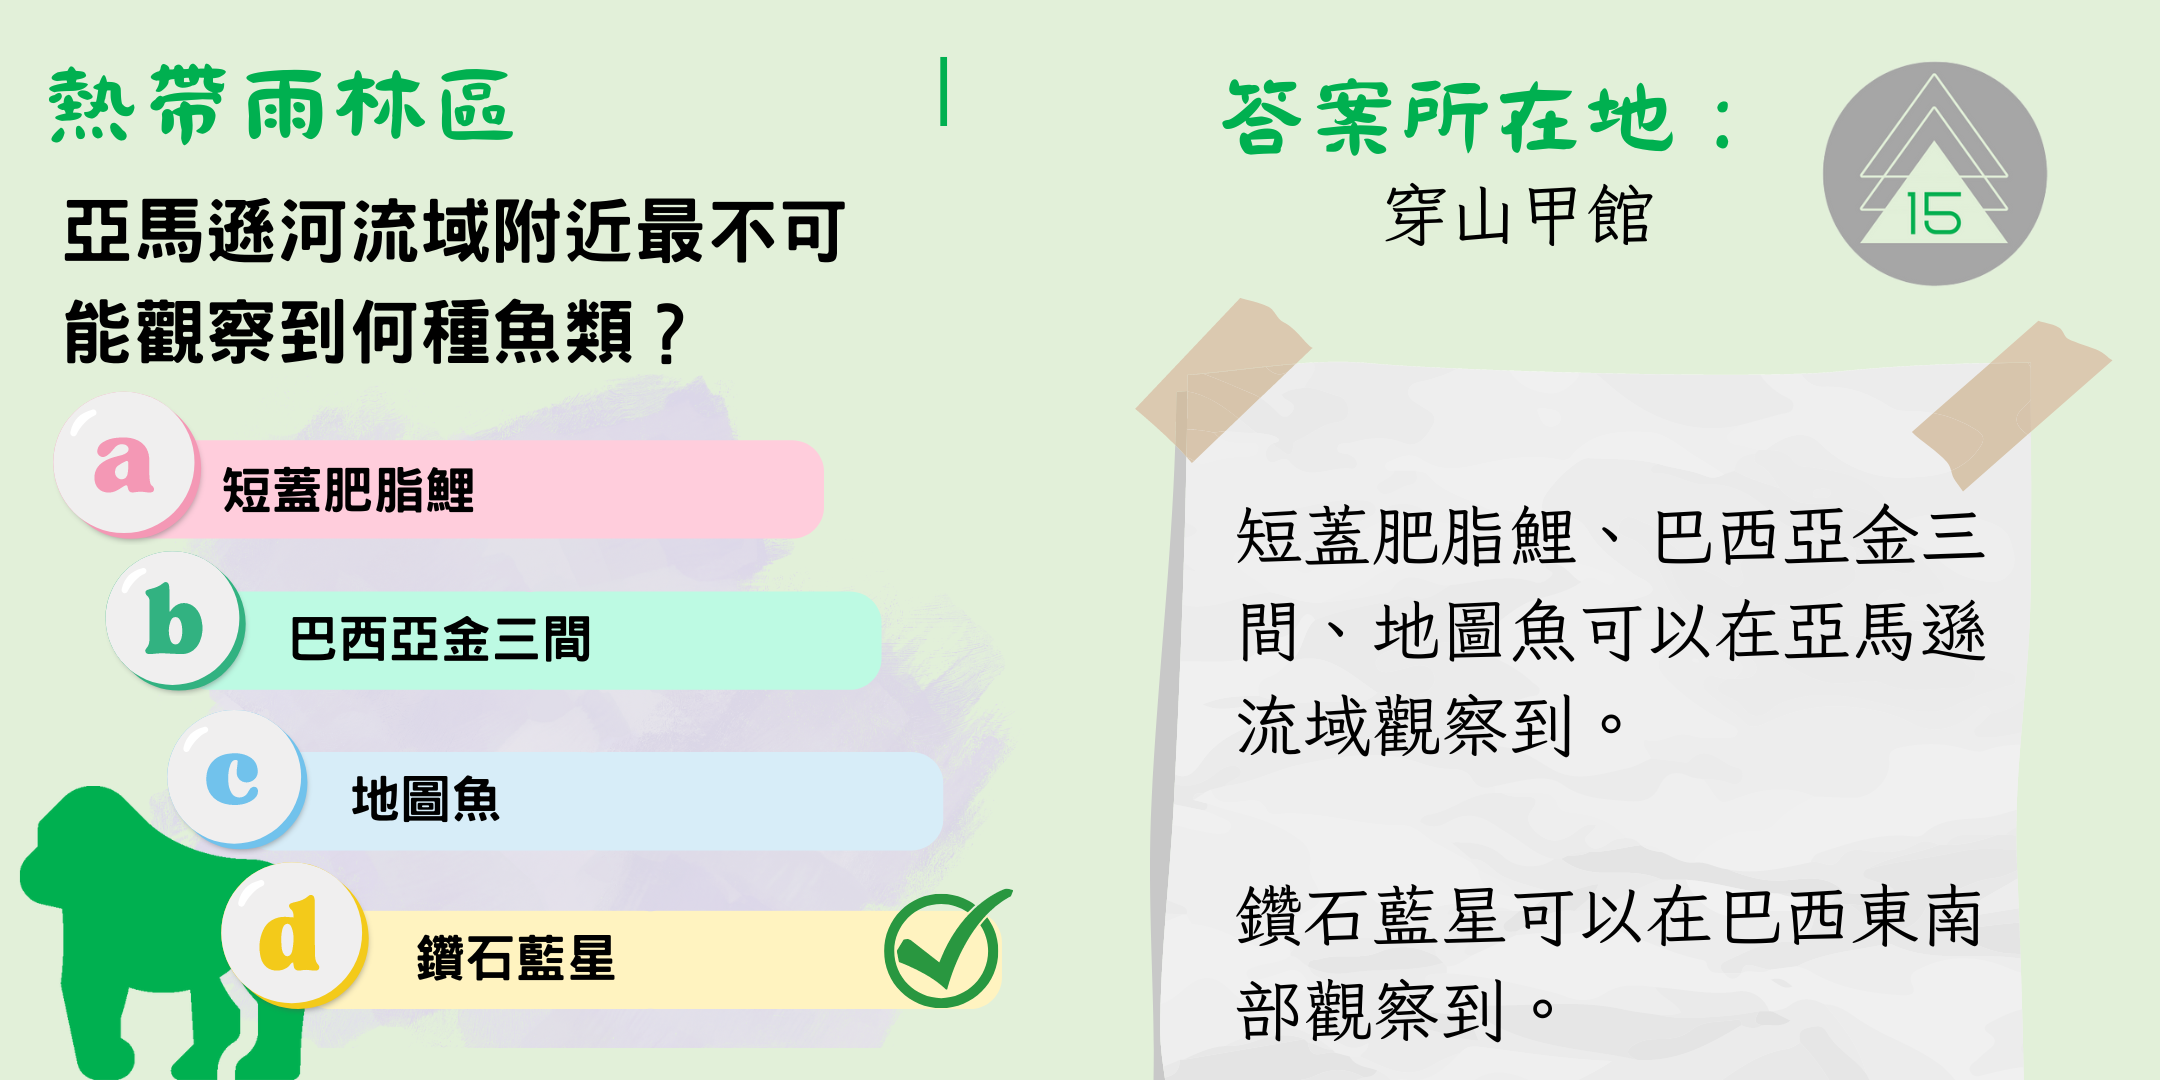 熱帶雨林區
亞馬遜河流域附近最不可
能觀察到何種魚類？
a
短蓋肥脂鯉
b
巴西亞金三間
c
地圖魚
d
鑽石藍星
答案所在地：
穿山甲館
15
短蓋肥脂鯉、巴西亞金三
間、地圖魚可以在亞馬遜
流域觀察到。
鑽石藍星可以在巴西東南
部觀察到。